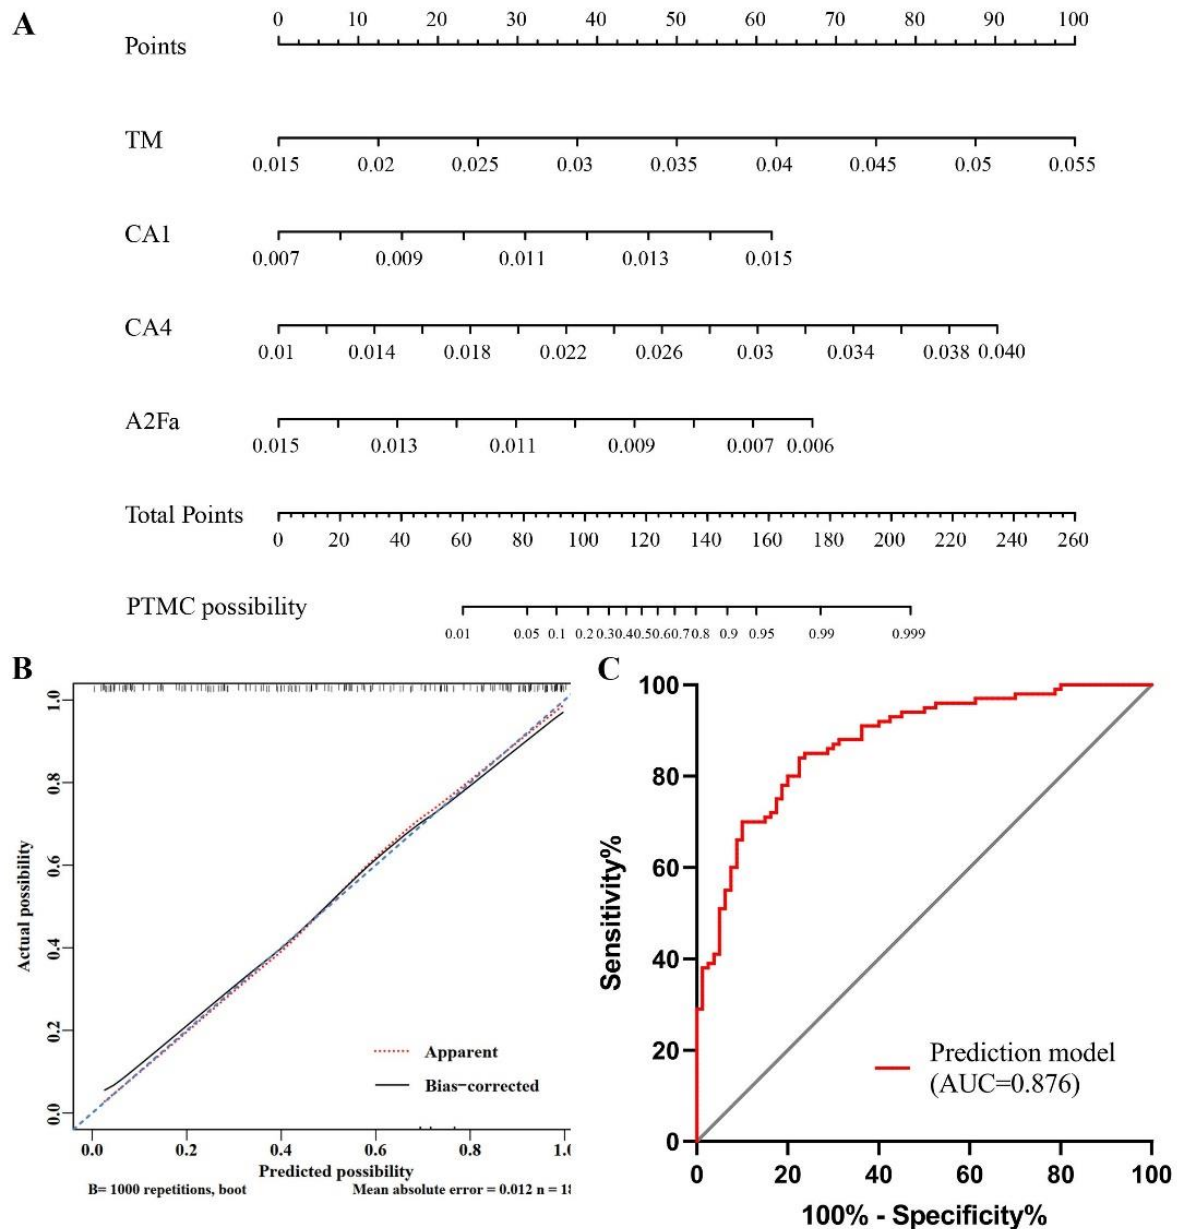 A
0 10 20 30 40 50 60 70 80 90 100
Points
TM
0.015 0.02 0.025 0.03 0.035 0.04 0.045 0.05 0.055
CA1
0.007 0.009 0.011 0.013 0.015
CA4
0.01 0.014 0.018 0.022 0.026 0.03 0.034 0.038 0.040
A2Fa
0.015 0.013 0.011 0.009 0.007 0.006
Total Points
0 20 40 60 80 100 120 140 160 180 200 220 240 260
PTMC possibility
0.01 0.05 0.1 0.2 0.3 0.4 0.5 0.6 0.7 0.8 0.9 0.95 0.99 0.999
B
1.0
0.8
0.6
0.4
0.2
0.0
Actual possibility
Apparent
Bias-corrected
0.0 0.2 0.4 0.6 0.8 1.0
Predicted possibility
B= 1000 repetitions, boot Mean absolute error = 0.012 n =
C
100
80
60
40
20
0
Sensitivity%
Prediction model
(AUC=0.876)
0 20 40 60 80 100
100% - Specificity%